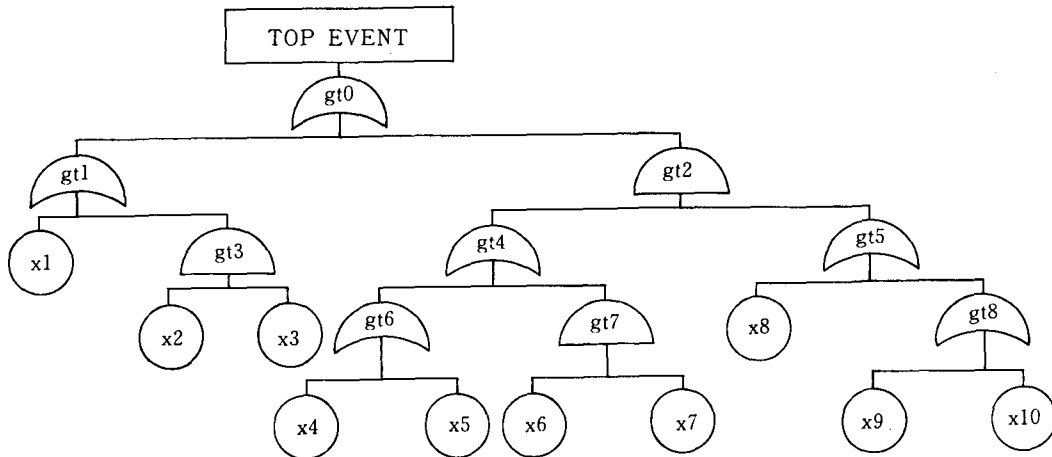 TOP EVENT
gt0
gt1
gt2
x1
gt3
gt4
gt5
x2
x3
gt6
gt7
x8
gt8
x4
x5
x6
x7
x9
x10